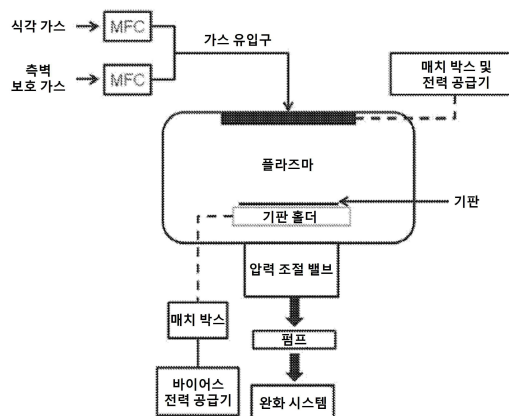 식각 가스
MFC
가스 유입구
측벽
보호 가스
MFC
매치 박스 및
전력 공급기
플라즈마
기판
기판 홀더
압력 조절 밸브
매치 박스
펌프
바이어스
전력 공급기
완화 시스템